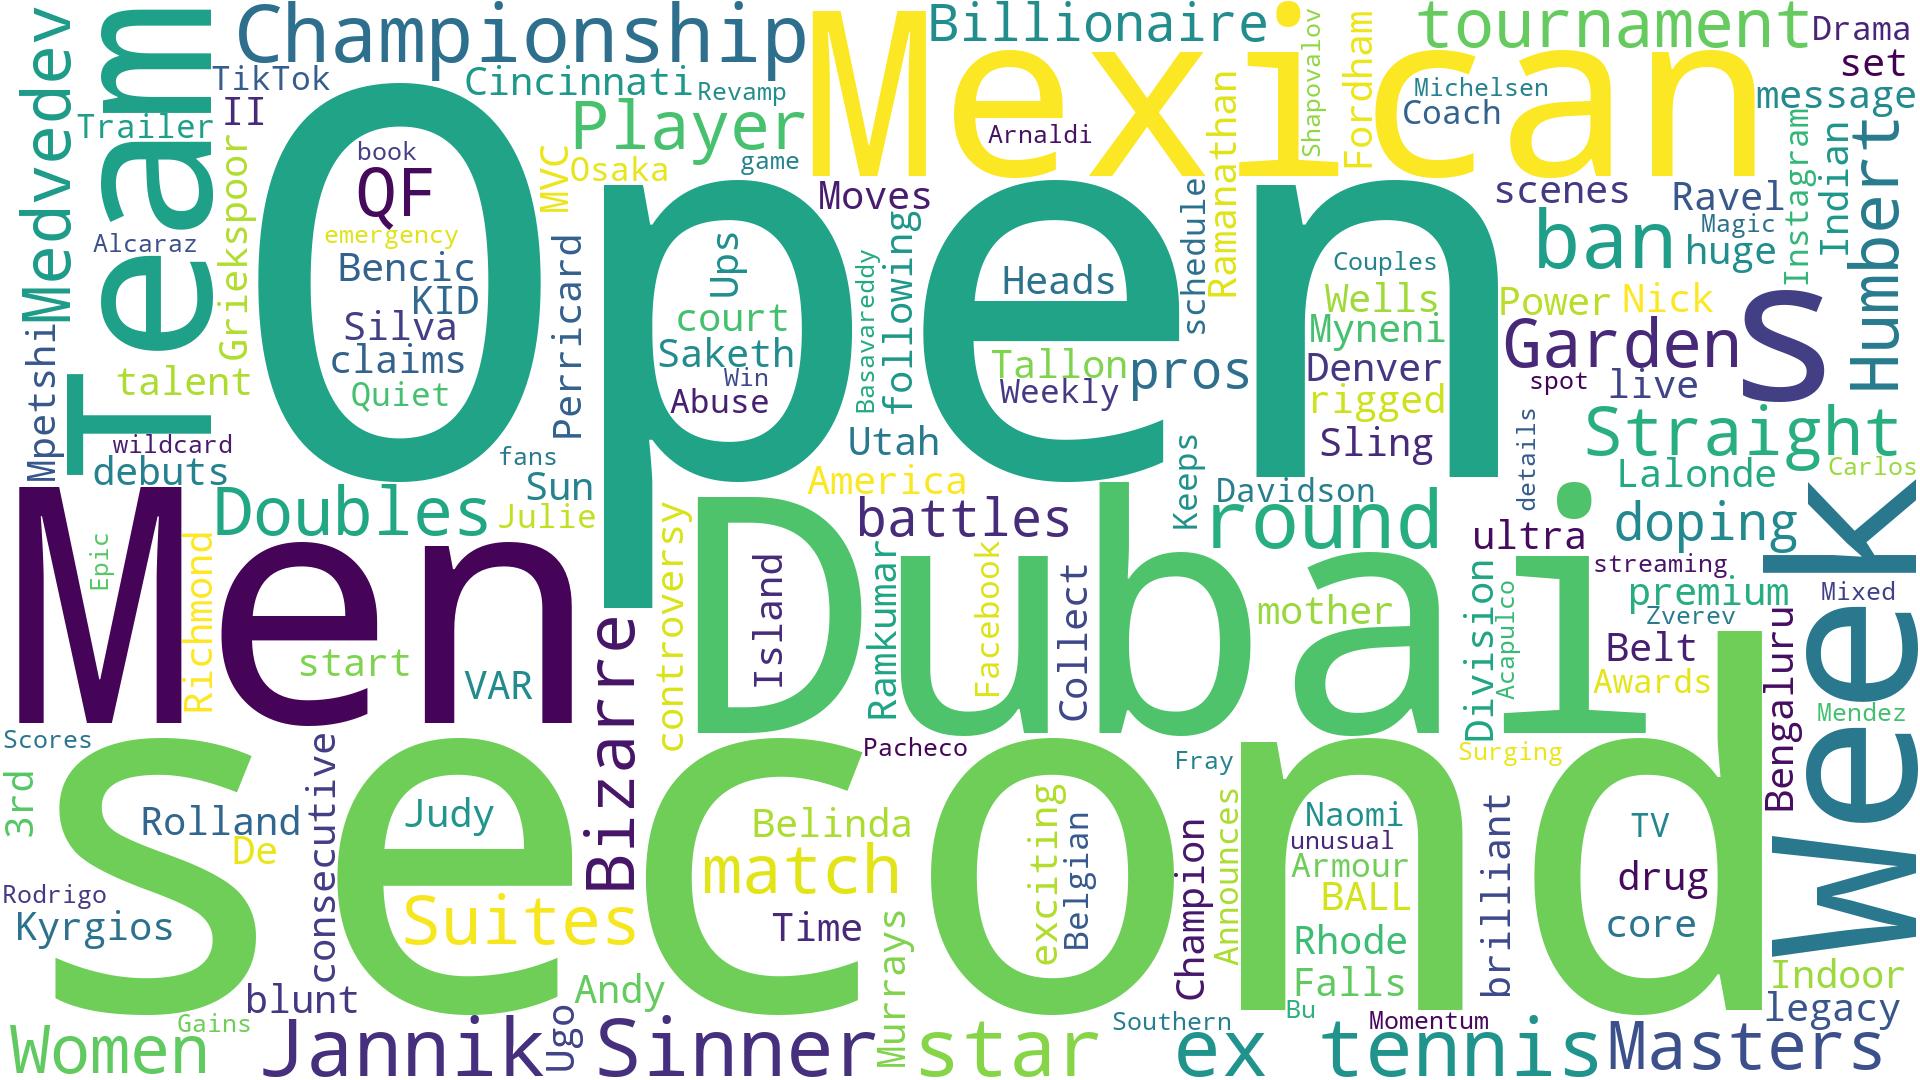 Championship
Mexican
Billionaire
tournament
Drama
set
TikTok
Cincinnati
Revamp
Michelsen
Coach
message
Medvedev
Team
Trailer
II
Player
Arnaldi
Ramanathan
Shapovalov
Fordham
Instagram
Indian
Humbert
Open
book
QF
MVC
Osaka
game
Moves
scenes
Ravel
Magic
huge
ban
Alcaraz
Griekspoor
emergency
Bencic
KID
Silva
claims
Quiet
Perricard
Ups
court
Saketh
Win
Abuse
Basavareddy
following
Heads
schedule
Tallon
Weekly
pros
Couples
Wells
Myneni
Denver
rigged
Sling
Power
Nick
Garden
S
spot
live
Straight
talent
Mpetshi
wildcard
debuts
fans
Sun
Utah
America
Keeps
Davidson
details
Lalonde
Carlos
Men
Doubles
Julie
controversy
battles
round
ultra
doping
Week
Epic
Richmond
start
VAR
Bizarre
Dubai
Island
Ramkumar
Facebook
Collect
mother
Division
Acapulco
streaming
premium
Zverev
Mixed
Belt
Awards
Bengaluru
Mendez
Scores
second
Pacheco
Fray
Surging
3rd
Rolland
De
consecutive
Judy
Belinda
match
Time
exciting
Belgian
Champion
Announces
Naomi
unusual
Armour
BALL
Rhode
Falls
brilliant
TV
drug
core
Rodrigo
Kyrgios
Suites
Murrays
blunt
Andy
Bu
Indoor
legacy
Women
Gains
Jannik
Ugo
Sinner
star
Southern
ex
Momentum
tennis
Masters